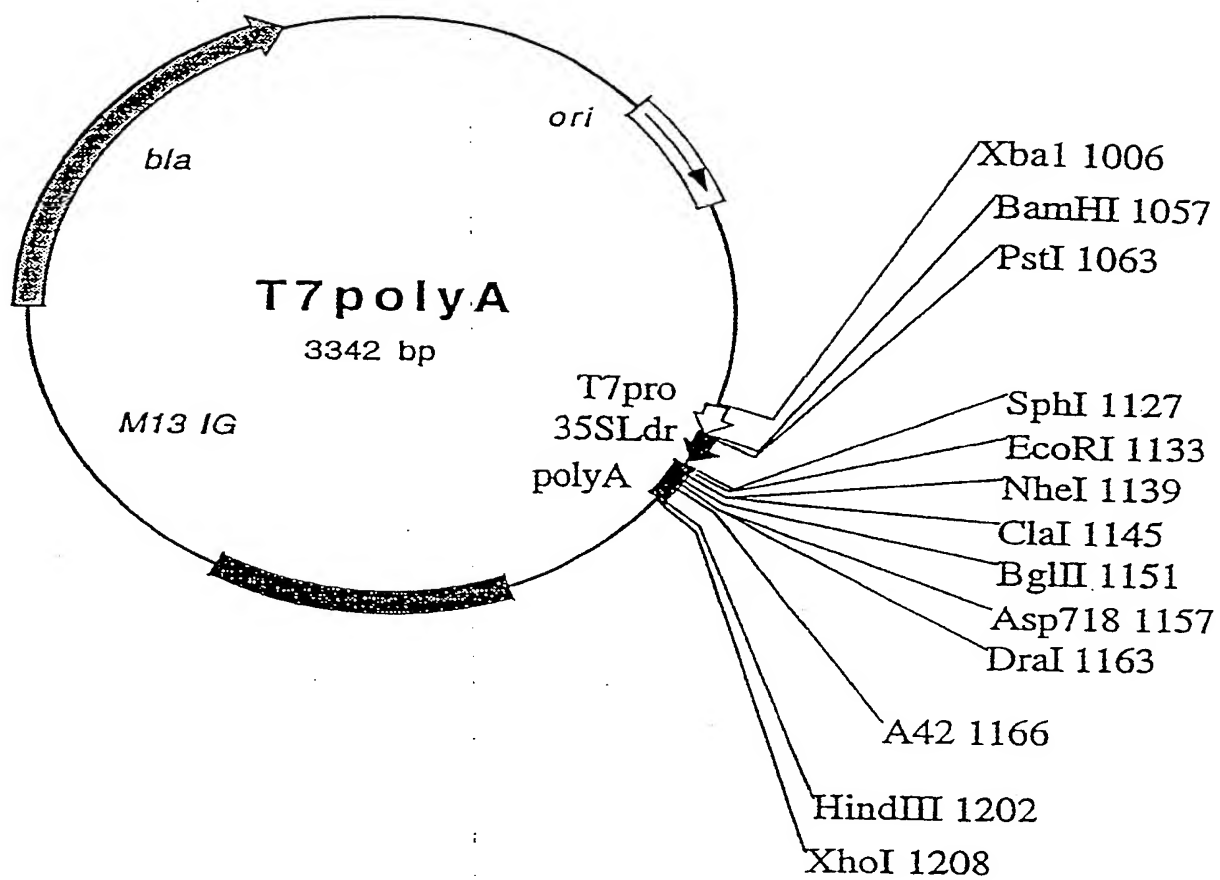 ori
bla
T7polyA
3342 bp
M13 IG
T7pro
35SLdr
polyA
Xba1 1006
BamHI 1057
PstI 1063
SphI 1127
EcoRI 1133
NheI 1139
ClaI 1145
BglII 1151
Asp718 1157
DraI 1163
A42 1166
HindIII 1202
XhoI 1208